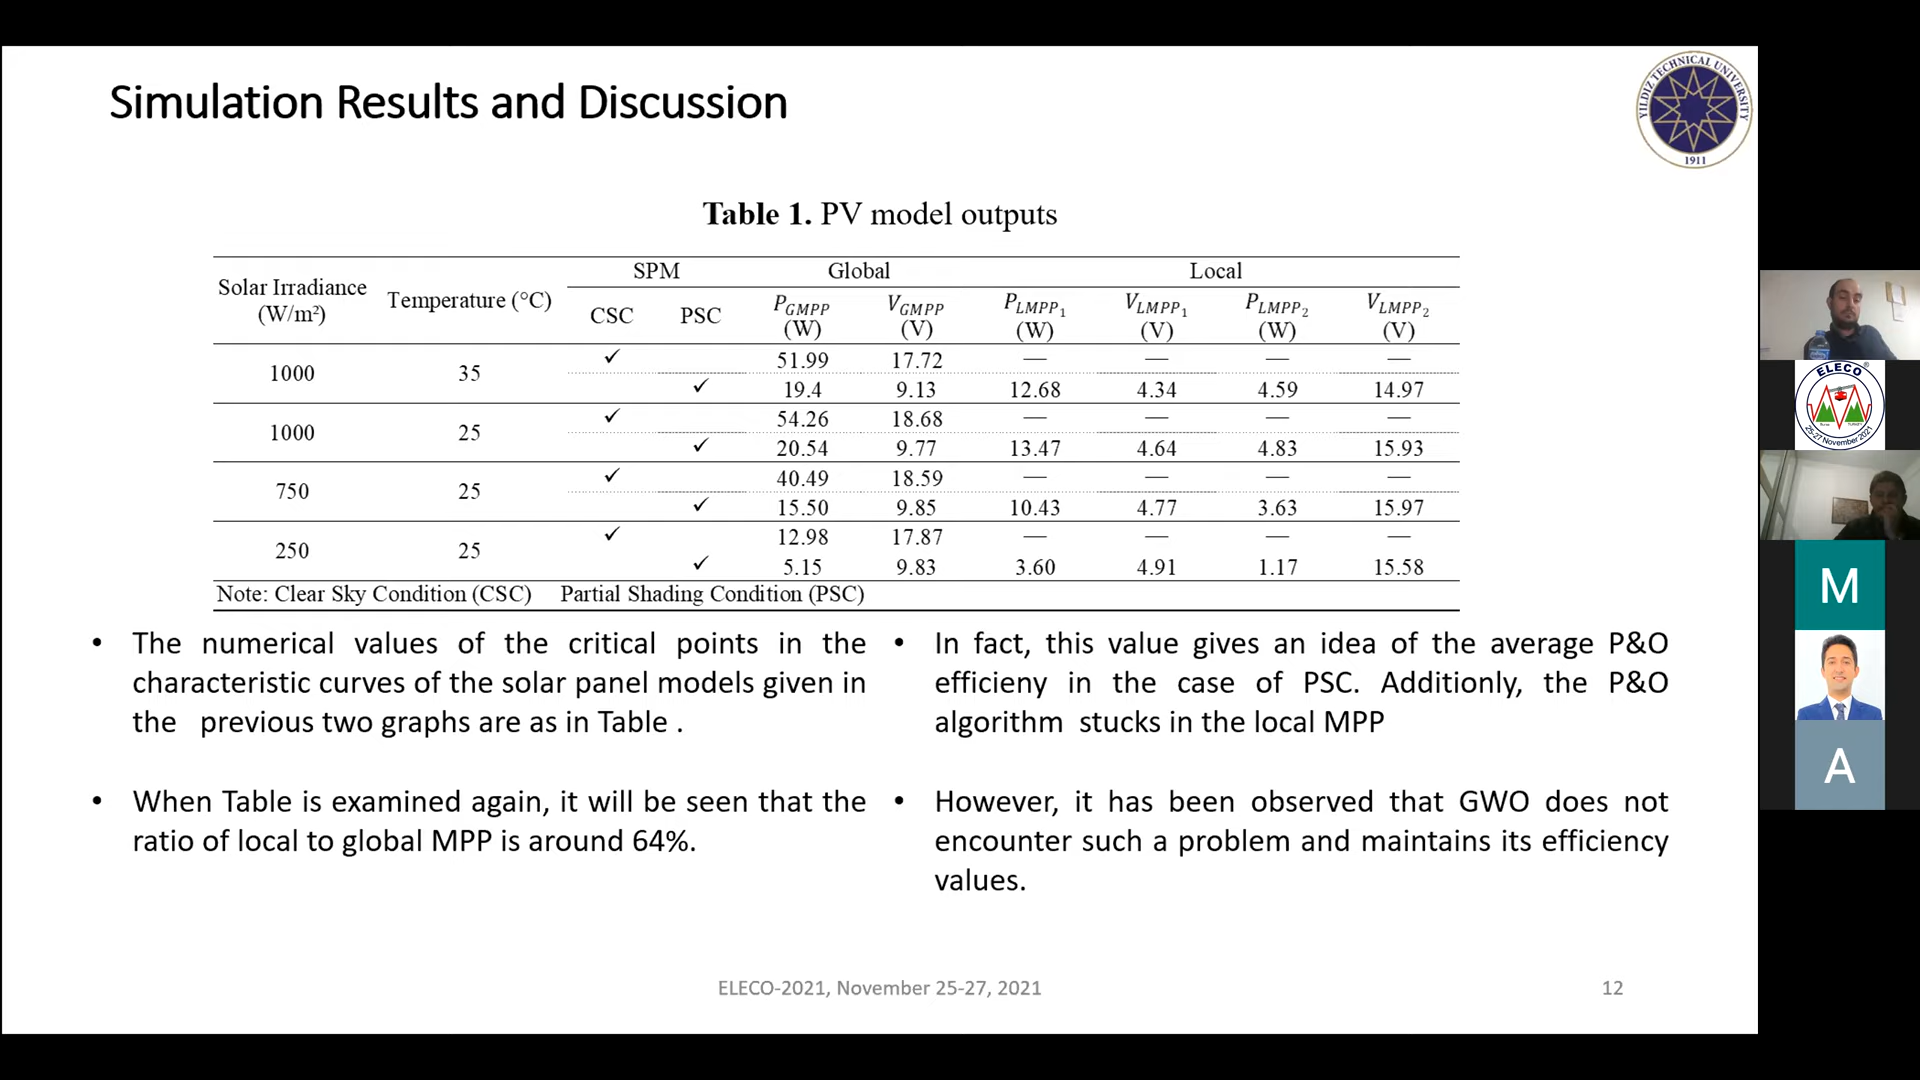 Simulation Results and Discussion
YILDIZ TECHNICAL UNIVERSITY
1911
Table 1. PV model outputs
Solar Irradiance (W/m²) Temperature (°C) SPM Global Local
CSC PSC P_GMPP (W) V_GMPP (V) P_LMPP₁ (W) V_LMPP₁ (V) P_LMPP₂ (W) V_LMPP₂ (V)
1000 35 ✓ 51.99 17.72 — — — —
✓ 19.4 9.13 12.68 4.34 4.59 14.97
1000 25 ✓ 54.26 18.68 — — — —
✓ 20.54 9.77 13.47 4.64 4.83 15.93
750 25 ✓ 40.49 18.59 — — — —
✓ 15.50 9.85 10.43 4.77 3.63 15.97
250 25 ✓ 12.98 17.87 — — — —
✓ 5.15 9.83 3.60 4.91 1.17 15.58
Note: Clear Sky Condition (CSC) Partial Shading Condition (PSC)
• The numerical values of the critical points in the
characteristic curves of the solar panel models given in
the previous two graphs are as in Table .
• When Table is examined again, it will be seen that the
ratio of local to global MPP is around 64%.
• In fact, this value gives an idea of the average P&O
efficieny in the case of PSC. Additionly, the P&O
algorithm stucks in the local MPP
• However, it has been observed that GWO does not
encounter such a problem and maintains its efficiency
values.
ELECO-2021, November 25-27, 2021
12
ELECO
25-27 November 2021
M
A